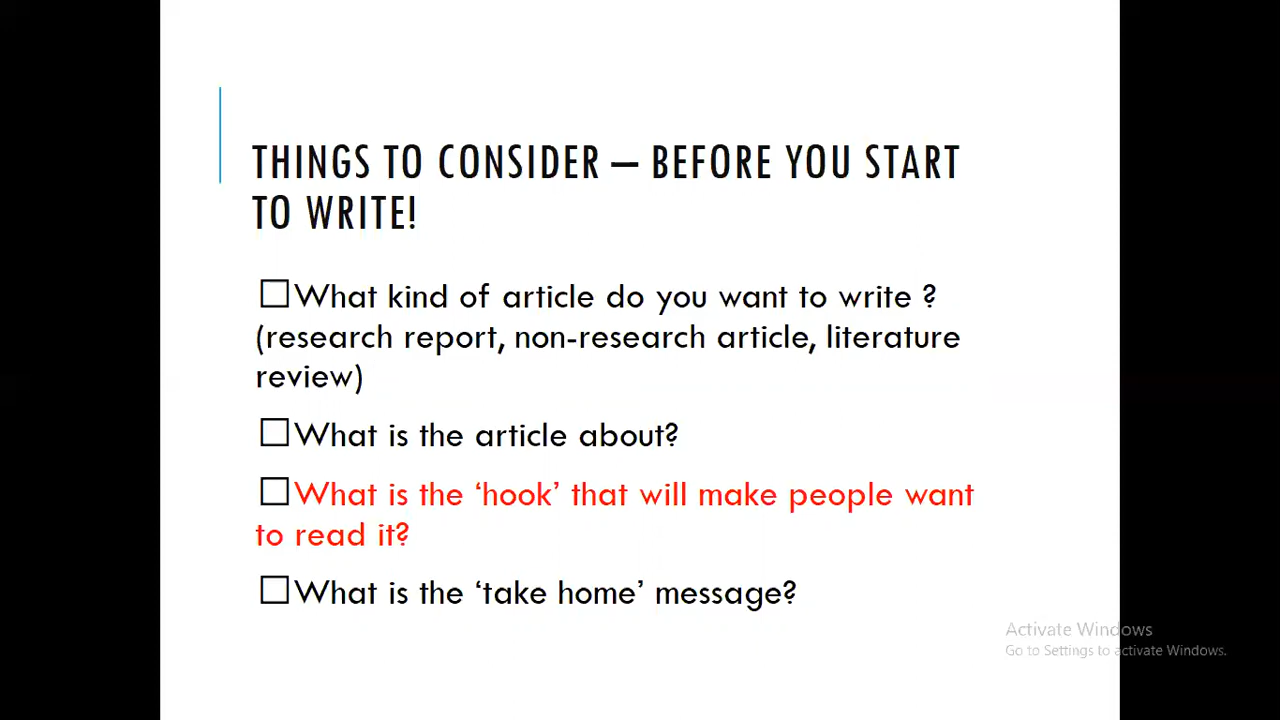 THINGS TO CONSIDER – BEFORE YOU START
TO WRITE!
☐What kind of article do you want to write ?
(research report, non-research article, literature
review)
☐What is the article about?
☐What is the ‘hook’ that will make people want
to read it?
☐What is the ‘take home’ message?
Activate Windows
Go to Settings to activate Windows.